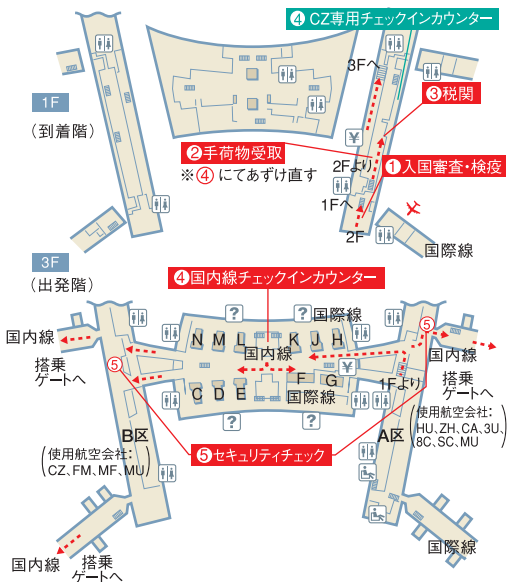 ④CZ専用チェックインカウンター
1F
(到着階)
3Fへ
③税関
¥
②手荷物受取
※④にてあずけ直す
2Fより
①入国審査・検疫
1Fへ
2F
国際線
3F
(出発階)
④国内線チェックインカウンター
?
?
国際線
国内線
搭乗
ゲートへ
⑤
N M L
K J H
国内線
¥
C D E
F G
国際線
1Fより
⑤
国内線
搭乗
ゲートへ
?
?
B区
(使用航空会社:
CZ、FM、MF、MU)
⑤セキュリティチェック
A区
(使用航空会社:
HU、ZH、CA、3U、
8C、SC、MU)
国内線
搭乗
ゲートへ
国際線